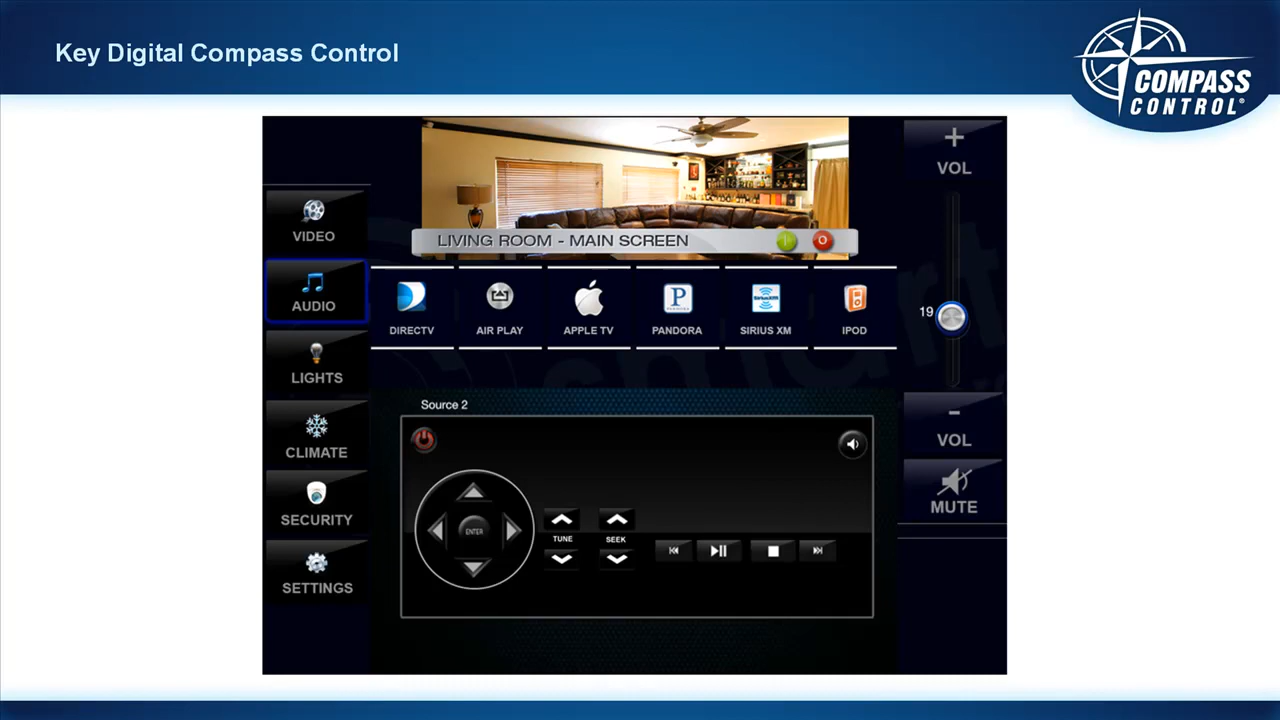 Key Digital Compass Control
COMPASS
CONTROL®
VIDEO
AUDIO
LIGHTS
CLIMATE
SECURITY
SETTINGS
LIVING ROOM - MAIN SCREEN
DIRECTV
AIR PLAY
APPLE TV
PANDORA
SIRIUS XM
IPOD
Source 2
ENTER
TUNE
SEEK
+
VOL
19
-
VOL
MUTE